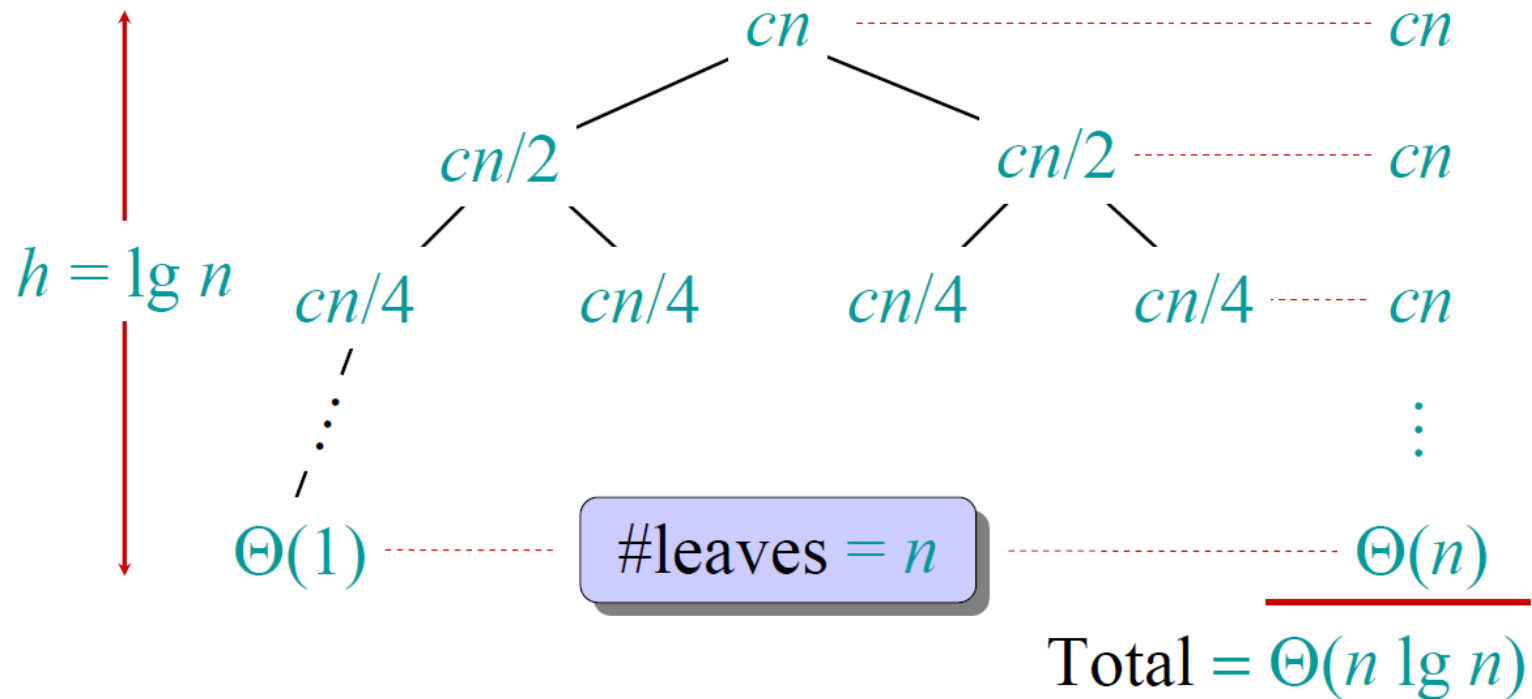 cn cn
cn/2 cn/2 cn
h = lg n cn/4 cn/4 cn/4 cn/4 cn
⋮ ⋮
Θ(1) #leaves = n Θ(n)
Total = Θ(n lg n)